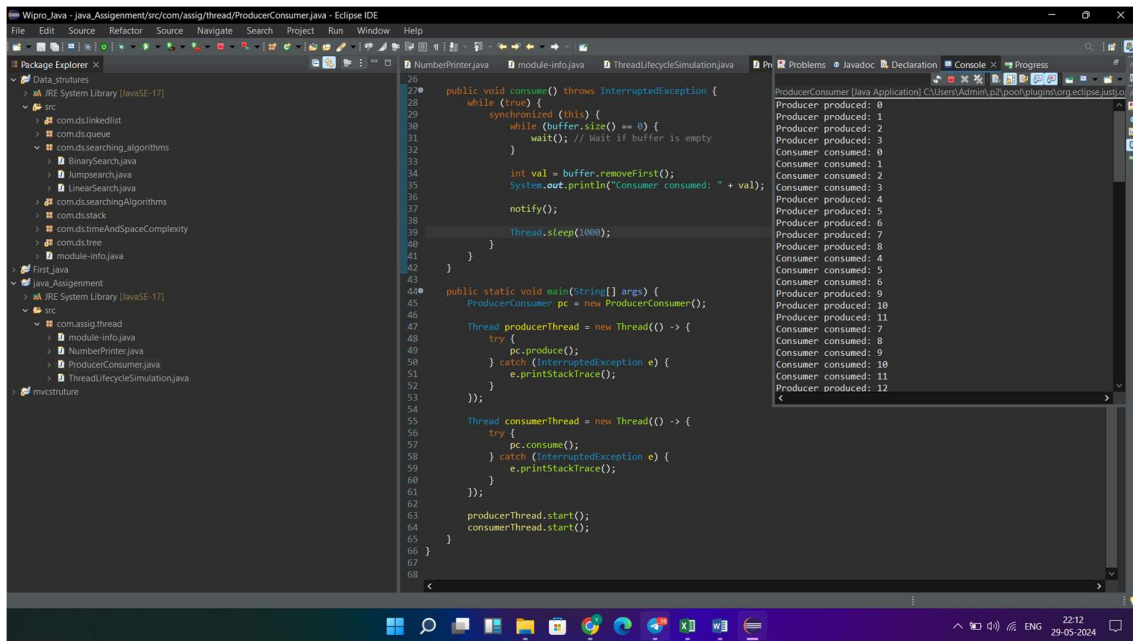 Wipro_Java - java_Assigenment/src/com/assig/thread/ProducerConsumer.java - Eclipse IDE
File Edit Source Refactor Source Navigate Search Project Run Window Help
Package Explorer
Data_strutures
JRE System Library [JavaSE-17]
src
com.ds.linkedlist
com.ds.queue
com.ds.searching_algorithms
BinarySearch.java
Jumpsearch.java
LinearSearch.java
com.ds.searchingAlgorithms
com.ds.stack
com.ds.timeAndSpaceComplexity
com.ds.tree
module-info.java
First_java
java_Assigenment
JRE System Library [JavaSE-17]
src
com.assig.thread
module-info.java
NumberPrinter.java
ProducerConsumer.java
ThreadLifecycleSimulation.java
mvcstruture
NumberPrinter.java module-info.java ThreadLifecycleSimulation.java
26
27 public void consume() throws InterruptedException {
28 while (true) {
29 synchronized (this) {
30 while (buffer.size() == 0) {
31 wait(); // Wait if buffer is empty
32 }
33
34 int val = buffer.removeFirst();
35 System.out.println("Consumer consumed: " + val);
36
37 notify();
38
39 Thread.sleep(1000);
40 }
41 }
42 }
43
44 public static void main(String[] args) {
45 ProducerConsumer pc = new ProducerConsumer();
46
47 Thread producerThread = new Thread(() -> {
48 try {
49 pc.produce();
50 } catch (InterruptedException e) {
51 e.printStackTrace();
52 }
53 });
54
55 Thread consumerThread = new Thread(() -> {
56 try {
57 pc.consume();
58 } catch (InterruptedException e) {
59 e.printStackTrace();
60 }
61 });
62
63 producerThread.start();
64 consumerThread.start();
65 }
66 }
67
68
Problems Javadoc Declaration Console Progress
ProducerConsumer [Java Application] C:\Users\Admin\.p2\pool\plugins\org.eclipse.justj.o
Producer produced: 0
Producer produced: 1
Producer produced: 2
Producer produced: 3
Consumer consumed: 0
Consumer consumed: 1
Consumer consumed: 2
Consumer consumed: 3
Producer produced: 4
Producer produced: 5
Producer produced: 6
Producer produced: 7
Producer produced: 8
Consumer consumed: 4
Consumer consumed: 5
Consumer consumed: 6
Producer produced: 9
Producer produced: 10
Producer produced: 11
Consumer consumed: 7
Consumer consumed: 8
Consumer consumed: 9
Consumer consumed: 10
Consumer consumed: 11
Producer produced: 12
ENG
22:12
29-05-2024